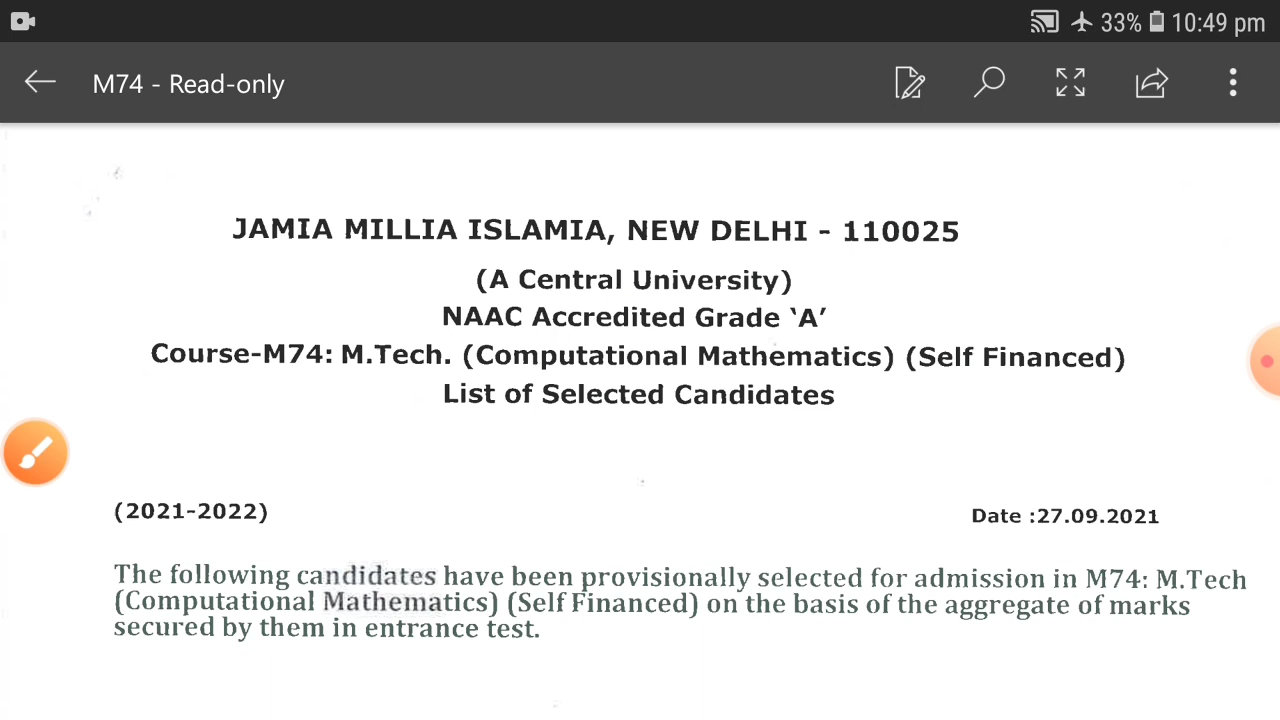 33% 10:49 pm
M74 - Read-only
JAMIA MILLIA ISLAMIA, NEW DELHI - 110025
(A Central University)
NAAC Accredited Grade ‘A’
Course-M74: M.Tech. (Computational Mathematics) (Self Financed)
List of Selected Candidates
(2021-2022) Date :27.09.2021
The following candidates have been provisionally selected for admission in M74: M.Tech
(Computational Mathematics) (Self Financed) on the basis of the aggregate of marks
secured by them in entrance test.